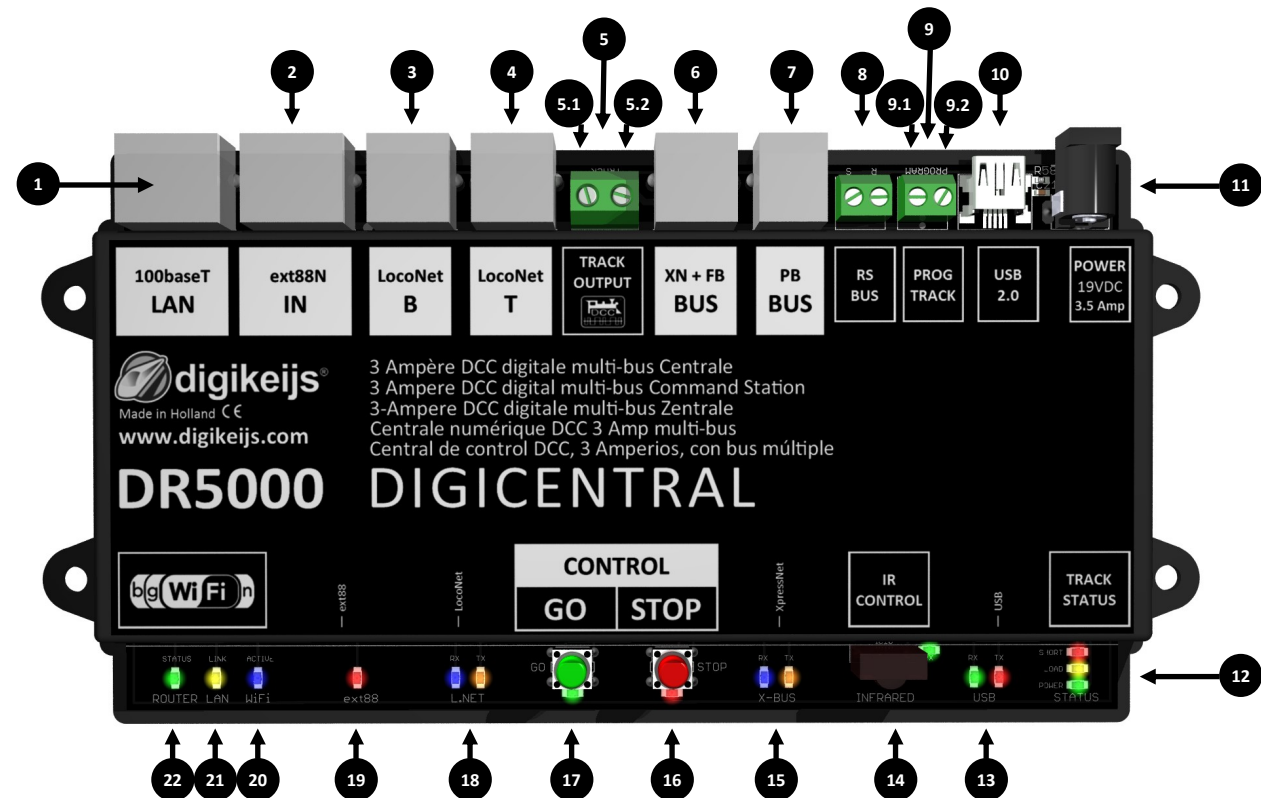 5
9
2
3
4
6
7
8
10
5.1
5.2
9.1
9.2
1
11
S R
PROGRAM
100baseT
LAN
ext88N
IN
LocoNet
B
LocoNet
T
TRACK
OUTPUT
DCC
XN + FB
BUS
PB
BUS
RS
BUS
PROG
TRACK
USB
2.0
POWER
19VDC
3.5 Amp
digikeijs®
Made in Holland CE
www.digikeijs.com
3 Ampère DCC digitale multi-bus Centrale
3 Ampere DCC digital multi-bus Command Station
3-Ampere DCC digitale multi-bus Zentrale
Centrale numérique DCC 3 Amp multi-bus
Central de control DCC, 3 Amperios, con bus múltiple
DR5000 DIGICENTRAL
b g WiFi n
ext88
LocoNet
CONTROL
GO STOP
XpressNet
IR
CONTROL
USB
TRACK
STATUS
STATUS LINK ACTIVE
RX TX
GO
STOP
RX TX
RX TX
SHORT
LOAD
POWER
ROUTER LAN WiFi
ext88
L.NET
X-BUS
INFRARED
USB
STATUS
12
22
21
20
19
18
17
16
15
14
13